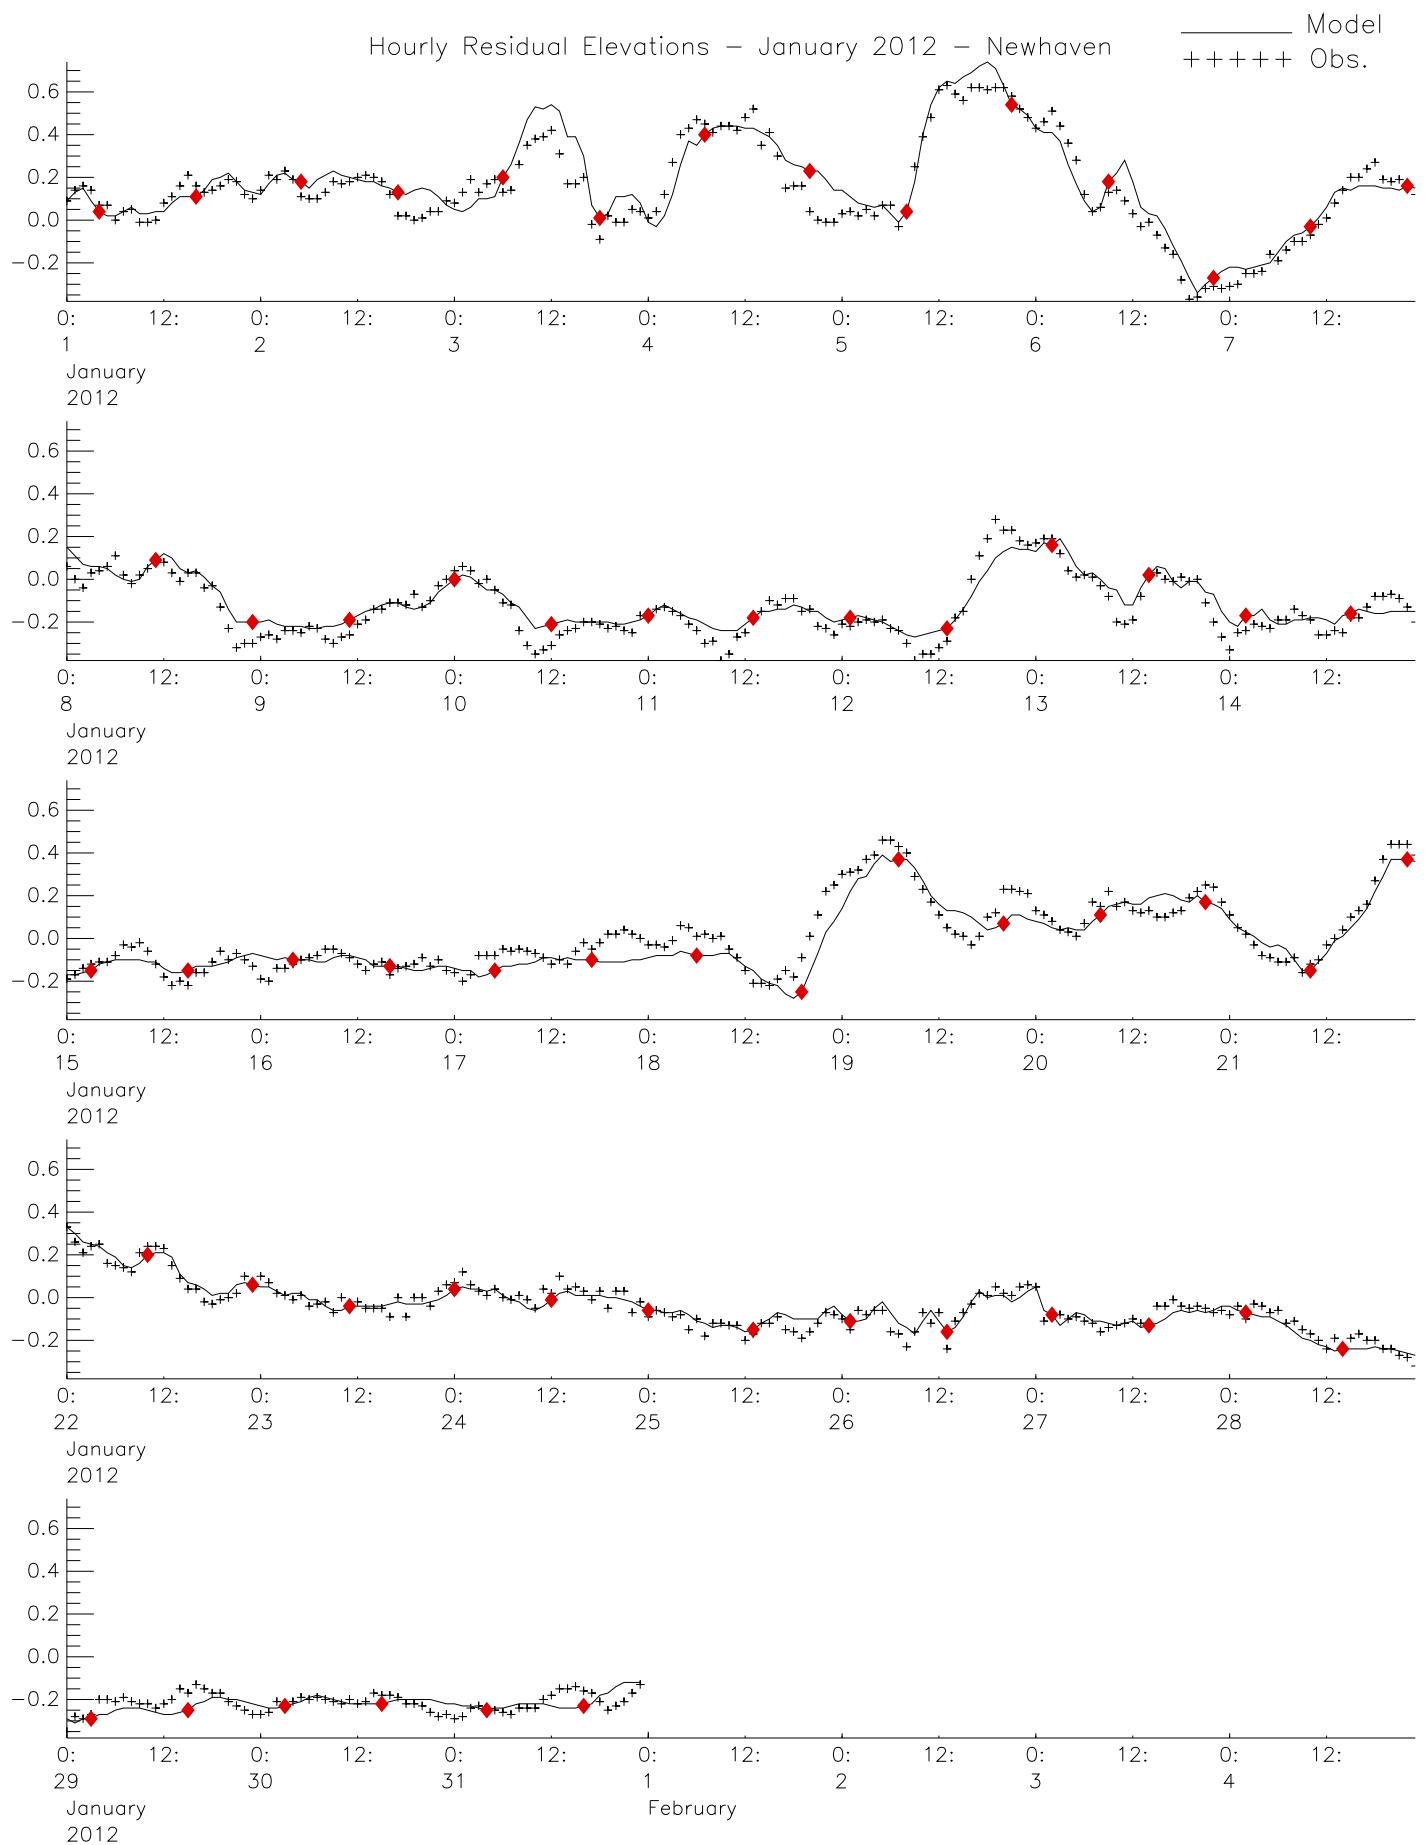 Hourly Residual Elevations – January 2012 – Newhaven
Model
+++++ Obs.
0.6
0.4
0.2
0.0
−0.2
0: 12: 0: 12: 0: 12: 0: 12: 0: 12: 0: 12: 0: 12:
1 2 3 4 5 6 7
January
2012
0.6
0.4
0.2
0.0
−0.2
0: 12: 0: 12: 0: 12: 0: 12: 0: 12: 0: 12: 0: 12:
8 9 10 11 12 13 14
January
2012
0.6
0.4
0.2
0.0
−0.2
0: 12: 0: 12: 0: 12: 0: 12: 0: 12: 0: 12: 0: 12:
15 16 17 18 19 20 21
January
2012
0.6
0.4
0.2
0.0
−0.2
0: 12: 0: 12: 0: 12: 0: 12: 0: 12: 0: 12: 0: 12:
22 23 24 25 26 27 28
January
2012
0.6
0.4
0.2
0.0
−0.2
0: 12: 0: 12: 0: 12: 0: 12: 0: 12: 0: 12: 0: 12:
29 30 31 1 2 3 4
January February
2012